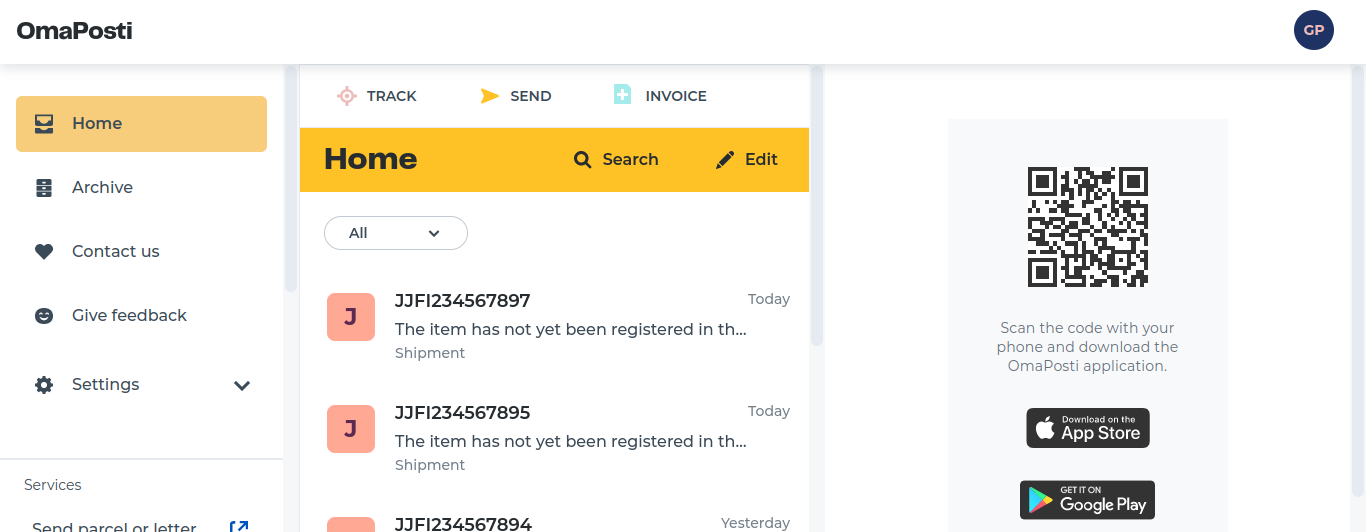 OmaPosti
GP
Home
Archive
Contact us
Give feedback
Settings
Services
Send parcel or letter
TRACK
SEND
INVOICE
Home
Search
Edit
All
JJFI234567897
Today
The item has not yet been registered in th...
Shipment
JJFI234567895
Today
The item has not yet been registered in th...
Shipment
JJFI234567894
Yesterday
J
J
Scan the code with your
phone and download the
OmaPosti application.
Download on the
App Store
GET IT ON
Google Play